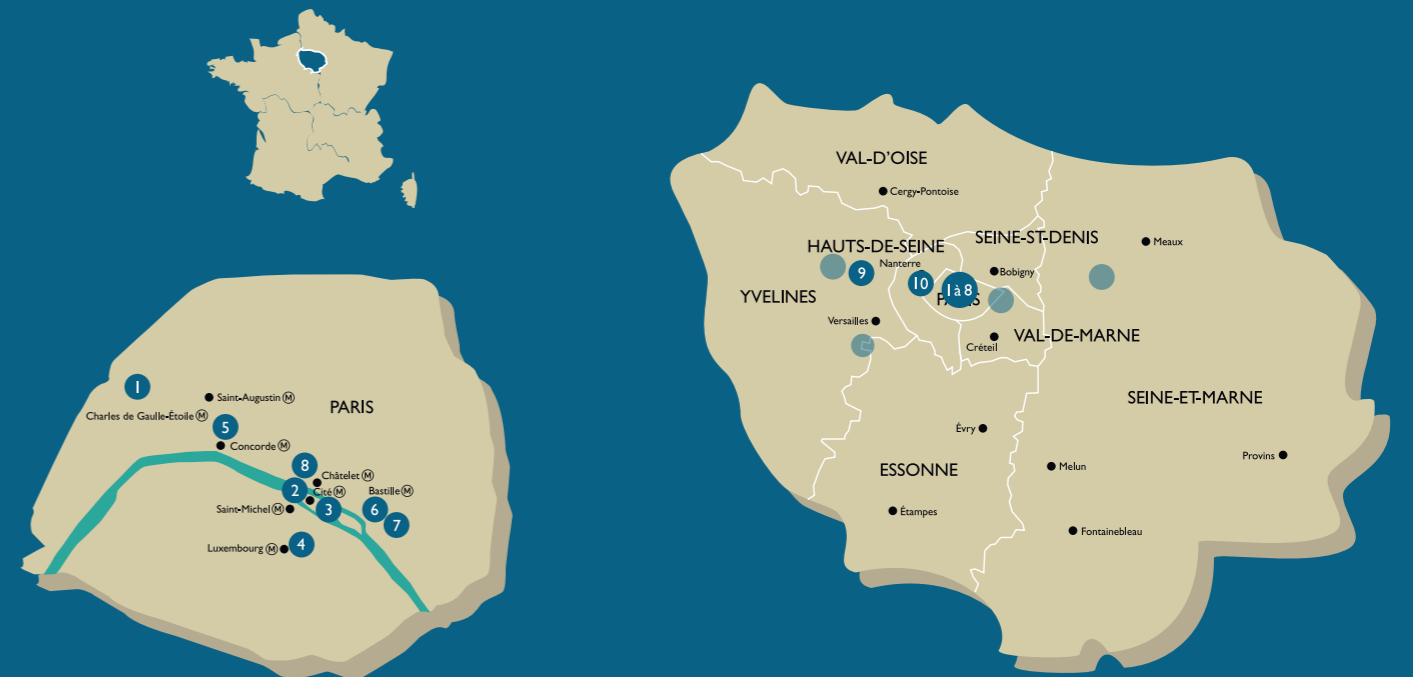 VAL-D'OISE
Cergy-Pontoise
HAUTS-DE-SEINE
SEINE-ST-DENIS
Meaux
Nanterre
Bobigny
9
10
1 à 8
PARIS
YVELINES
Versailles
Créteil
VAL-DE-MARNE
SEINE-ET-MARNE
Évry
ESSONNE
Melun
Provins
Étampes
Fontainebleau
1
Saint-Augustin M
PARIS
Charles de Gaulle-Étoile M
5
Concorde M
8
Châtelet M
2
Cité M
Bastille M
Saint-Michel M
3
6
7
Luxembourg M
4